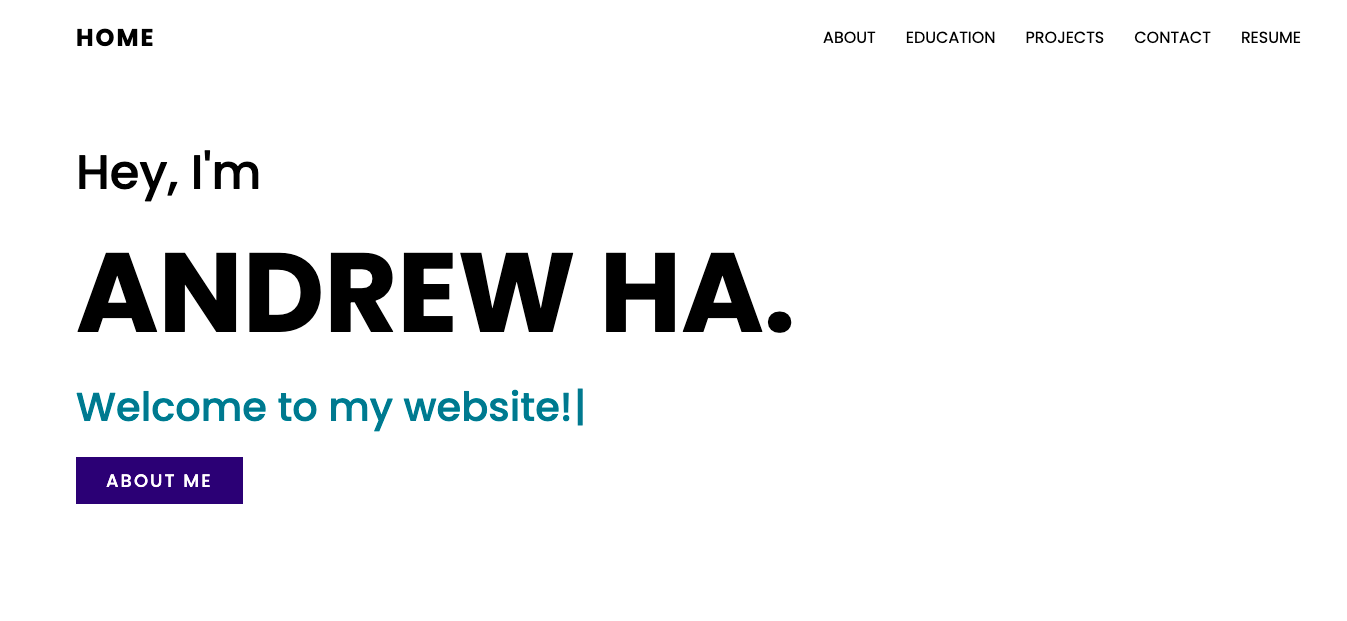 HOME ABOUT EDUCATION PROJECTS CONTACT RESUME
Hey, I'm
ANDREW HA.
Welcome to my website!|
ABOUT ME